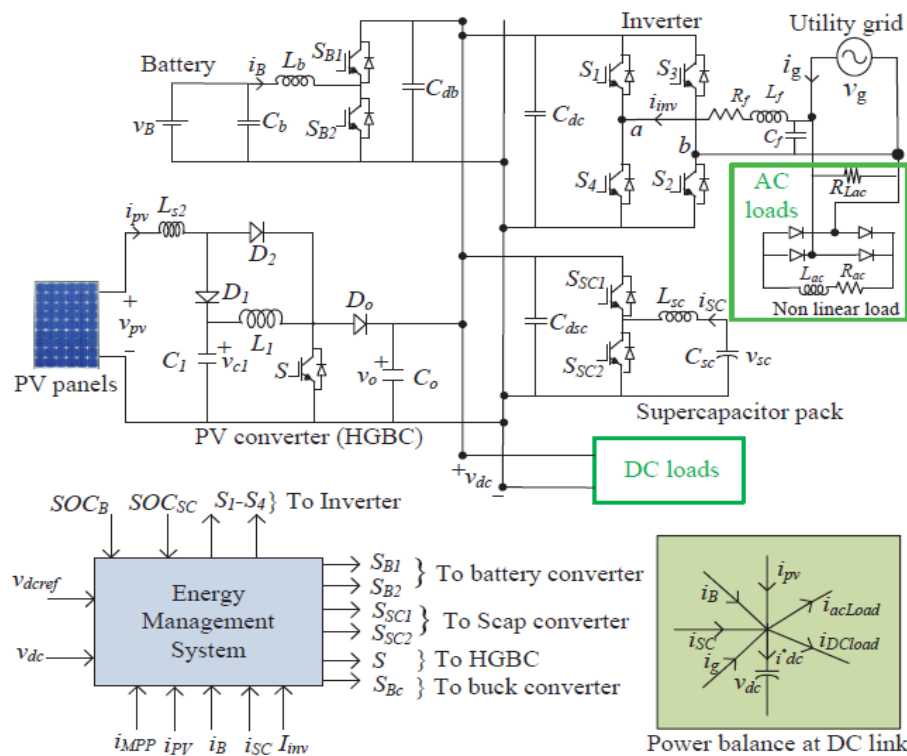 Battery
i_B
L_b
S_B1
S_B2
v_B
C_b
C_db
Inverter
S_1
S_3
S_4
S_2
C_dc
i_inv
a
b
R_f
L_f
C_f
Utility grid
i_g
v_g
AC
loads
R_Lac
L_ac
R_ac
Non linear load
i_pv
L_s2
D_2
D_1
D_o
L_1
+
v_pv
-
PV panels
C_1
+
v_c1
S
+
v_o
-
C_o
PV converter (HGBC)
S_SC1
S_SC2
C_dsc
L_sc
i_SC
C_sc
v_sc
Supercapacitor pack
+ v_dc -
DC loads
SOC_B
SOC_SC
S_1-S_4 } To Inverter
v_dcref
v_dc
Energy
Management
System
S_B1
S_B2
} To battery converter
S_SC1
S_SC2
} To Scap converter
S } To HGBC
S_Bc } To buck converter
i_MPP i_PV i_B i_SC I_inv
i_pv
i_B
i_acLoad
i_SC
i_DCload
i_g
i*_dc
v_dc
Power balance at DC link